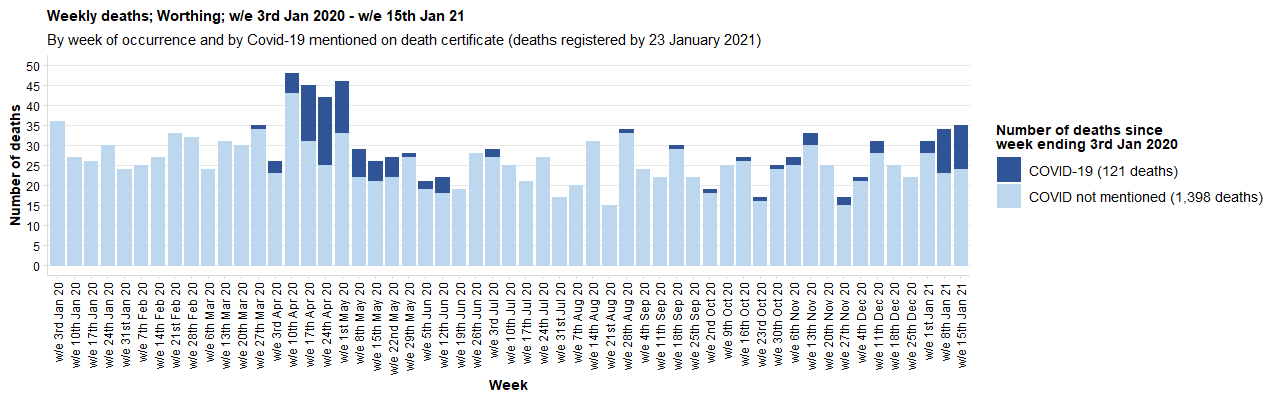 Weekly deaths; Worthing; w/e 3rd Jan 2020 - w/e 15th Jan 21
By week of occurrence and by Covid-19 mentioned on death certificate (deaths registered by 23 January 2021)
Number of deaths
50
45
40
35
30
25
20
15
10
5
0
w/e 3rd Jan 20
w/e 10th Jan 20
w/e 17th Jan 20
w/e 24th Jan 20
w/e 31st Jan 20
w/e 7th Feb 20
w/e 14th Feb 20
w/e 21st Feb 20
w/e 28th Feb 20
w/e 6th Mar 20
w/e 13th Mar 20
w/e 20th Mar 20
w/e 27th Mar 20
w/e 3rd Apr 20
w/e 10th Apr 20
w/e 17th Apr 20
w/e 24th Apr 20
w/e 1st May 20
w/e 8th May 20
w/e 15th May 20
w/e 22nd May 20
w/e 29th May 20
w/e 5th Jun 20
w/e 12th Jun 20
w/e 19th Jun 20
w/e 26th Jun 20
w/e 3rd Jul 20
w/e 10th Jul 20
w/e 17th Jul 20
w/e 24th Jul 20
w/e 31st Jul 20
w/e 7th Aug 20
w/e 14th Aug 20
w/e 21st Aug 20
w/e 28th Aug 20
w/e 4th Sep 20
w/e 11th Sep 20
w/e 18th Sep 20
w/e 25th Sep 20
w/e 2nd Oct 20
w/e 9th Oct 20
w/e 16th Oct 20
w/e 23rd Oct 20
w/e 30th Oct 20
w/e 6th Nov 20
w/e 13th Nov 20
w/e 20th Nov 20
w/e 27th Nov 20
w/e 4th Dec 20
w/e 11th Dec 20
w/e 18th Dec 20
w/e 25th Dec 20
w/e 1st Jan 21
w/e 8th Jan 21
w/e 15th Jan 21
Week
Number of deaths since
week ending 3rd Jan 2020
COVID-19 (121 deaths)
COVID not mentioned (1,398 deaths)